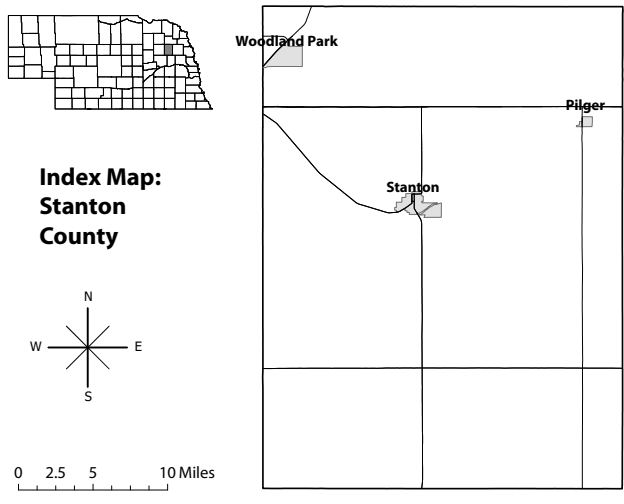 Woodland Park
Pilger
Stanton
Index Map:
Stanton
County
N
W E
S
0 2.5 5 10 Miles